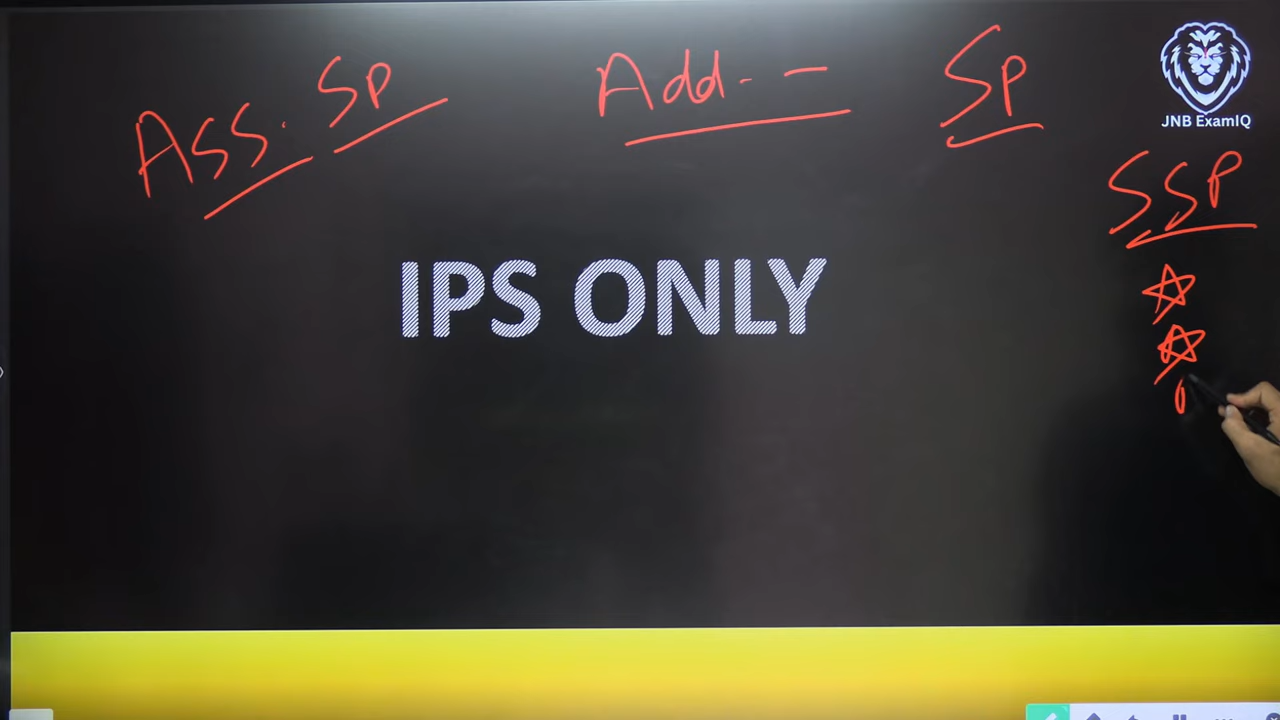 Ass. SP
Add. -
SP
JNB ExamIQ
SSP
IPS ONLY